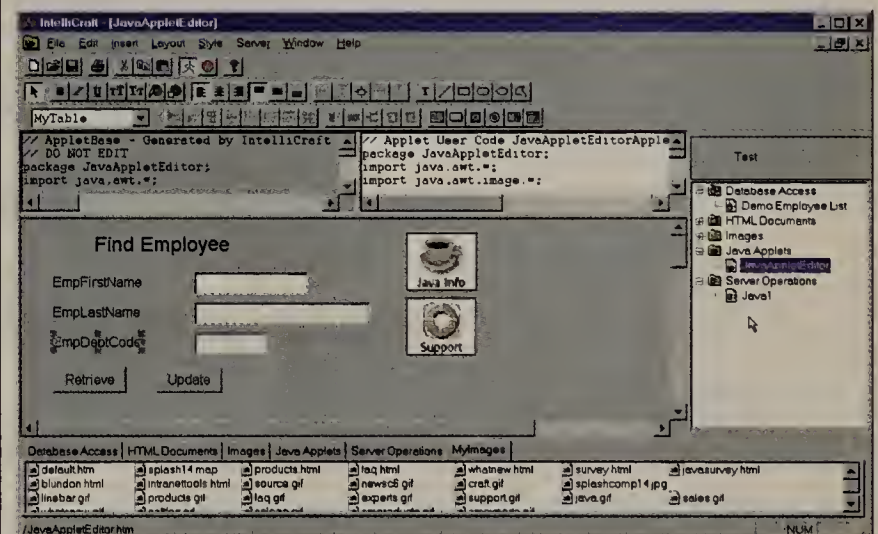 IntelliCraft - [JavaAppletEditor]
File Edit Insert Layout Style Server Window Help
MyTable
// AppletBase - Generated by IntelliCraft
// DO NOT EDIT
package JavaAppletEditor;
import java.awt.*;
// Applet User Code JavaAppletEditorApple
package JavaAppletEditor;
import java.awt.*;
import java.awt.image.*;
Test
Database Access
Demo Employee List
HTML Documents
Images
Java Applets
JavaAppletEditor
Server Operations
Java1
Find Employee
EmpFirstName
EmpLastName
EmpDeptCode
Retrieve
Update
Java Info
Support
Database Access HTML Documents Images Java Applets Server Operations MyImages
default.htm splash14 map products.html faq html whatnew htm survey html javasurvey html
blundon html intranettools html source gif newsc6 gif craft.gif splashcomp14.jpg
linebar gif products gif faq gif experts gif support.gif java.gif sales gif
/JavaAppletEditor.htm
NUM